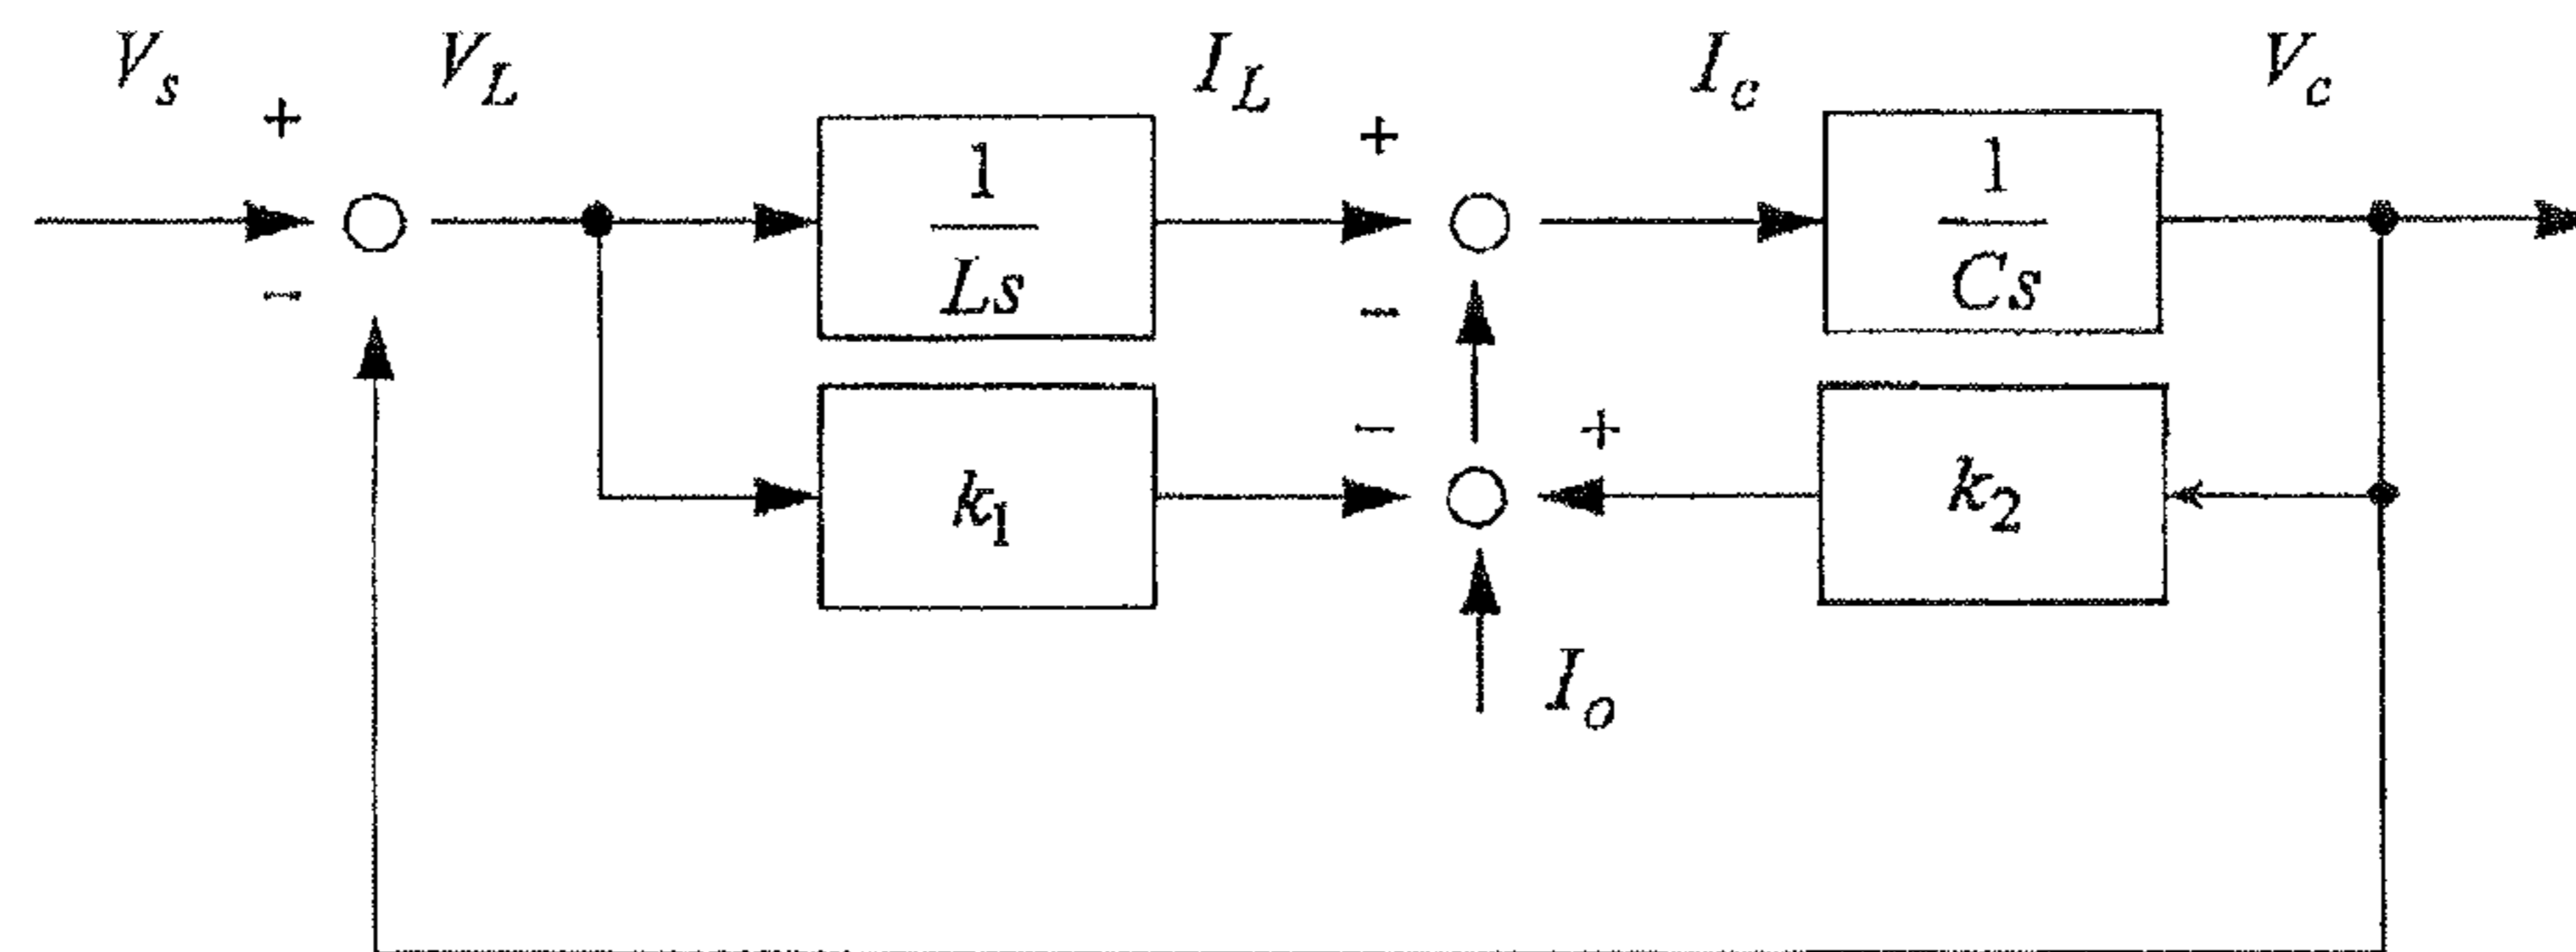 V_s V_L I_L I_c V_c
+ +
1/Ls 1/Cs
− −
− +
k_1 k_2
I_o